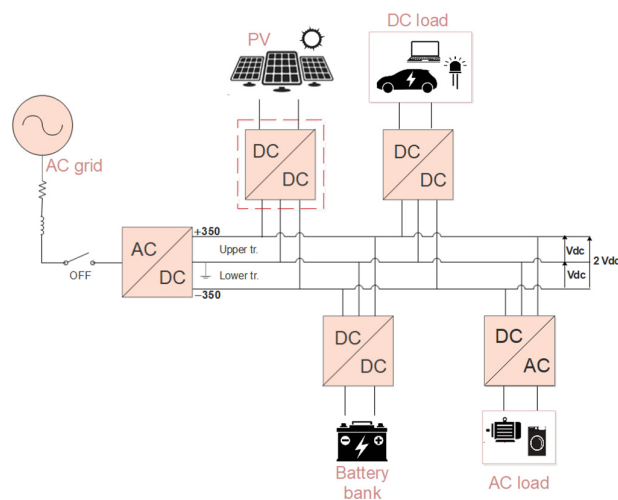 PV
DC load
AC grid
DC
DC
DC
DC
AC
DC
+350
Upper tr.
Lower tr.
−350
OFF
Vdc
Vdc
2 Vdc
DC
DC
DC
AC
Battery
bank
AC load